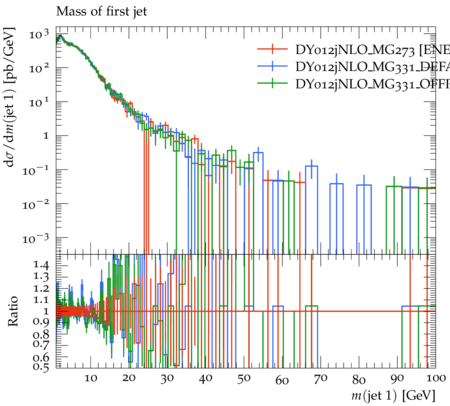 Mass of first jet
dσ/dm(jet 1) [pb/GeV]
10³
10²
10¹
1
10⁻¹
10⁻²
10⁻³
DY012jNLO_MG273 [ENE
DY012jNLO_MG331_DEFA
DY012jNLO_MG331_OFFI
Ratio
1.4
1.3
1.2
1.1
1
0.9
0.8
0.7
0.6
0.5
10 20 30 40 50 60 70 80 90 100
m(jet 1) [GeV]